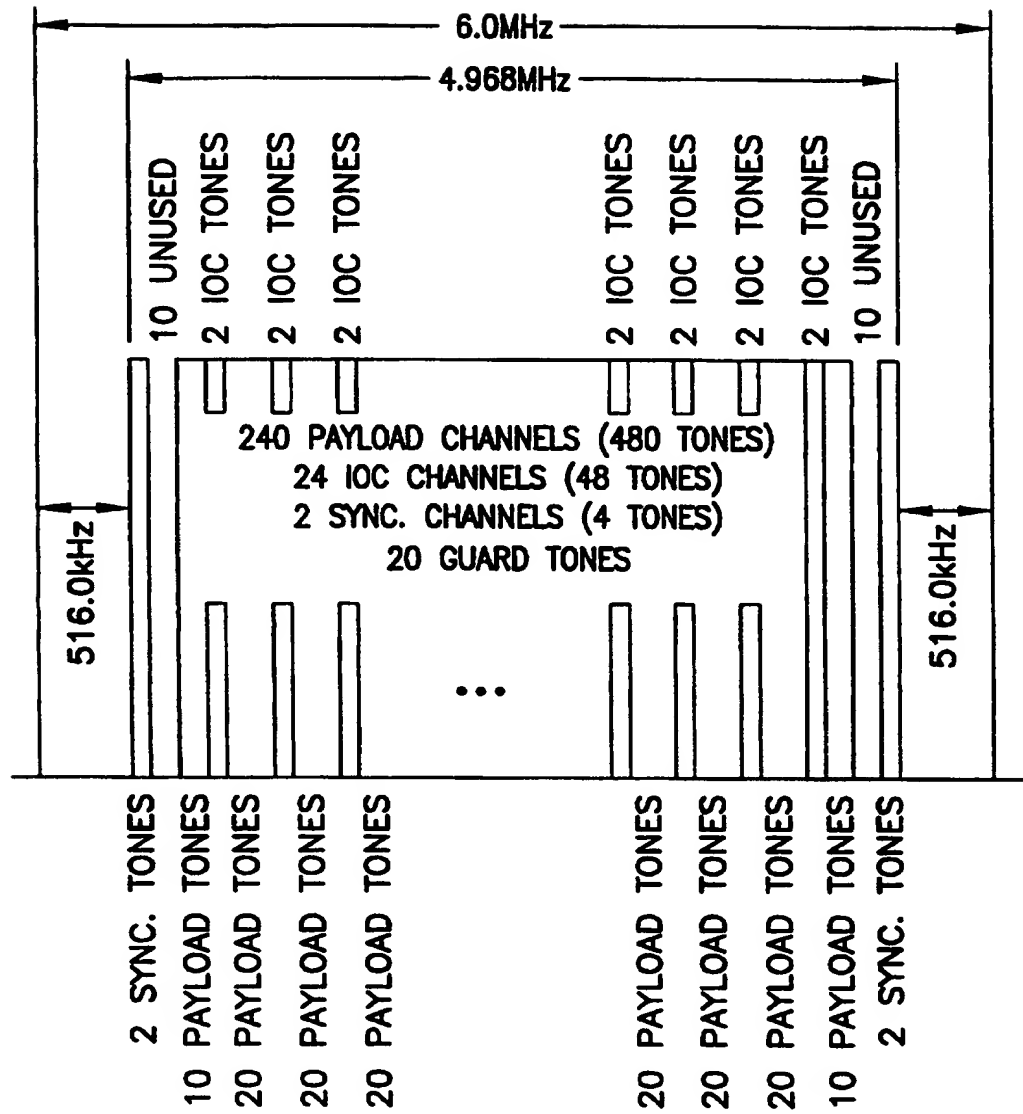 6.0MHz
4.968MHz
10 UNUSED
2 IOC TONES
2 IOC TONES
2 IOC TONES
2 IOC TONES
2 IOC TONES
2 IOC TONES
2 IOC TONES
10 UNUSED
240 PAYLOAD CHANNELS (480 TONES)
24 IOC CHANNELS (48 TONES)
2 SYNC. CHANNELS (4 TONES)
20 GUARD TONES
516.0kHz
516.0kHz
•••
2 SYNC. TONES
10 PAYLOAD TONES
20 PAYLOAD TONES
20 PAYLOAD TONES
20 PAYLOAD TONES
20 PAYLOAD TONES
20 PAYLOAD TONES
20 PAYLOAD TONES
10 PAYLOAD TONES
2 SYNC. TONES